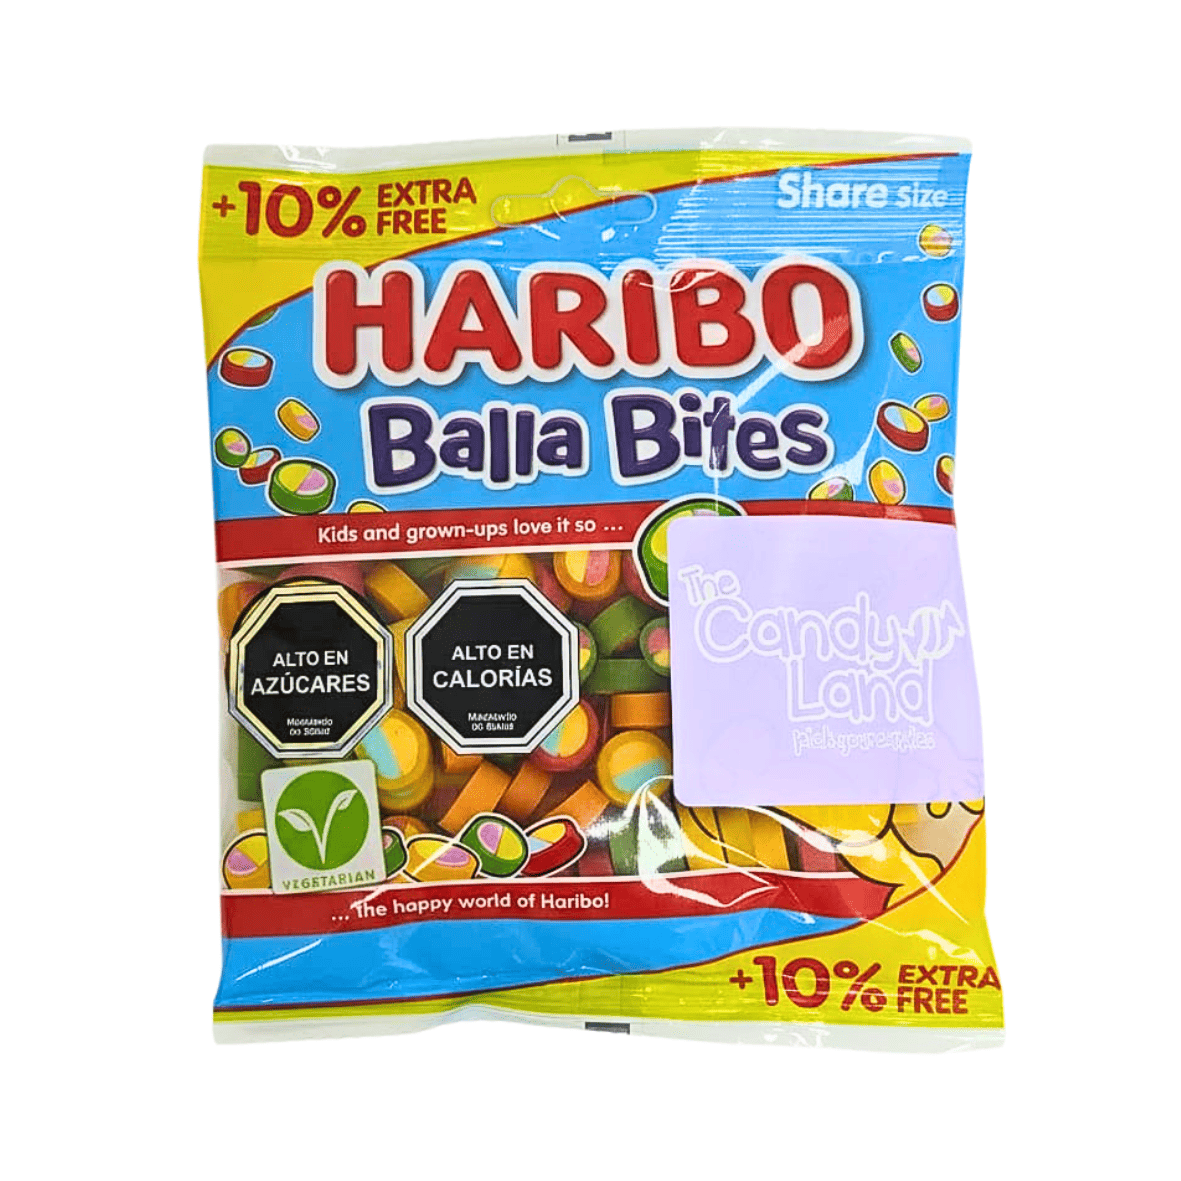 +10% EXTRA
FREE
Share size
HARIBO
Balla Bites
Kids and grown-ups love it so ...
ALTO EN
AZÚCARES
ALTO EN
CALORÍAS
The
Candy
Land
VEGETARIAN
... The happy world of Haribo!
+10% EXTRA
FREE